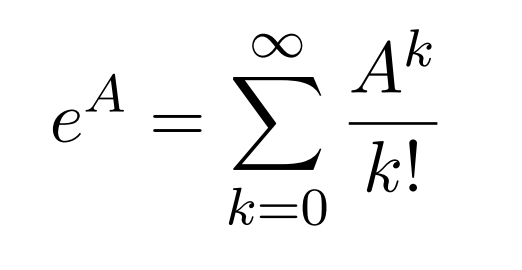 e^A = \sum_{k=0}^{\infty} \frac{A^k}{k!}